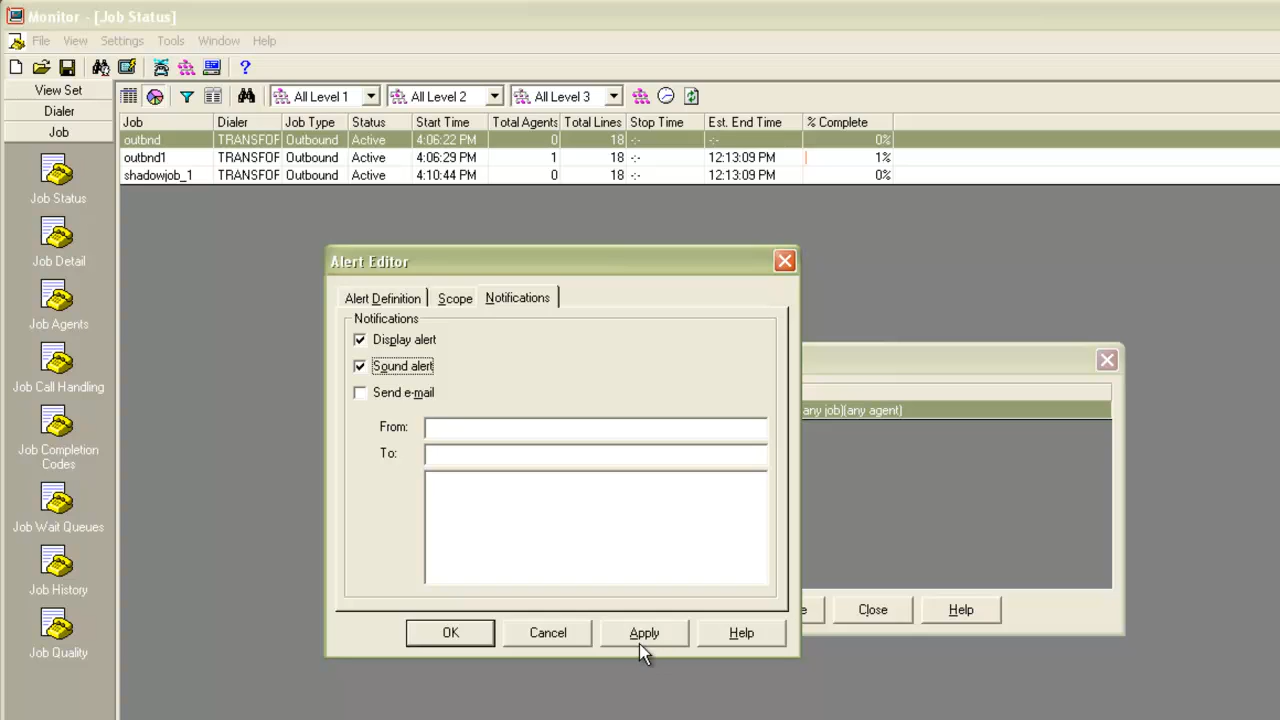 Monitor - [Job Status]
File View Settings Tools Window Help
View Set
Dialer
Job
Job Status
Job Detail
Job Agents
Job Call Handling
Job Completion
Codes
Job Wait Queues
Job History
Job Quality
All Level 1 All Level 2 All Level 3
Job Dialer Job Type Status Start Time Total Agents Total Lines Stop Time Est. End Time % Complete
outbnd TRANSFOF Outbound Active 4:06:22 PM 0 18 -:- -:- 0%
outbnd1 TRANSFOF Outbound Active 4:06:29 PM 1 18 -:- 12:13:09 PM 1%
shadowjob_1 TRANSFOF Outbound Active 4:10:44 PM 0 18 -:- 12:13:09 PM 0%
Alert Editor
Alert Definition Scope Notifications
Notifications
Display alert
Sound alert
Send e-mail
From:
To:
OK Cancel Apply Help
any job)(any agent)
e Close Help